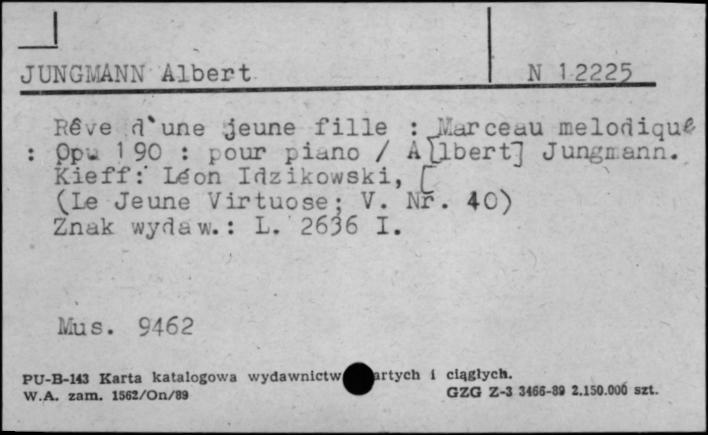 JUNGMANN Albert
N 12225
Rêve d'une jeune fille : Marceau melodique
: Opu 190 : pour piano / A[lbert] Jungmann.
Kieff: Léon Idzikowski, [
(Le Jeune Virtuose; V. Nr. 40)
Znak wydaw.: L. 2636 I.
Mus. 9462
PU-B-143 Karta katalogowa wydawnictw artych i ciągłych.
W.A. zam. 1562/On/89
GZG Z-3 3466-89 2.150.000 szt.